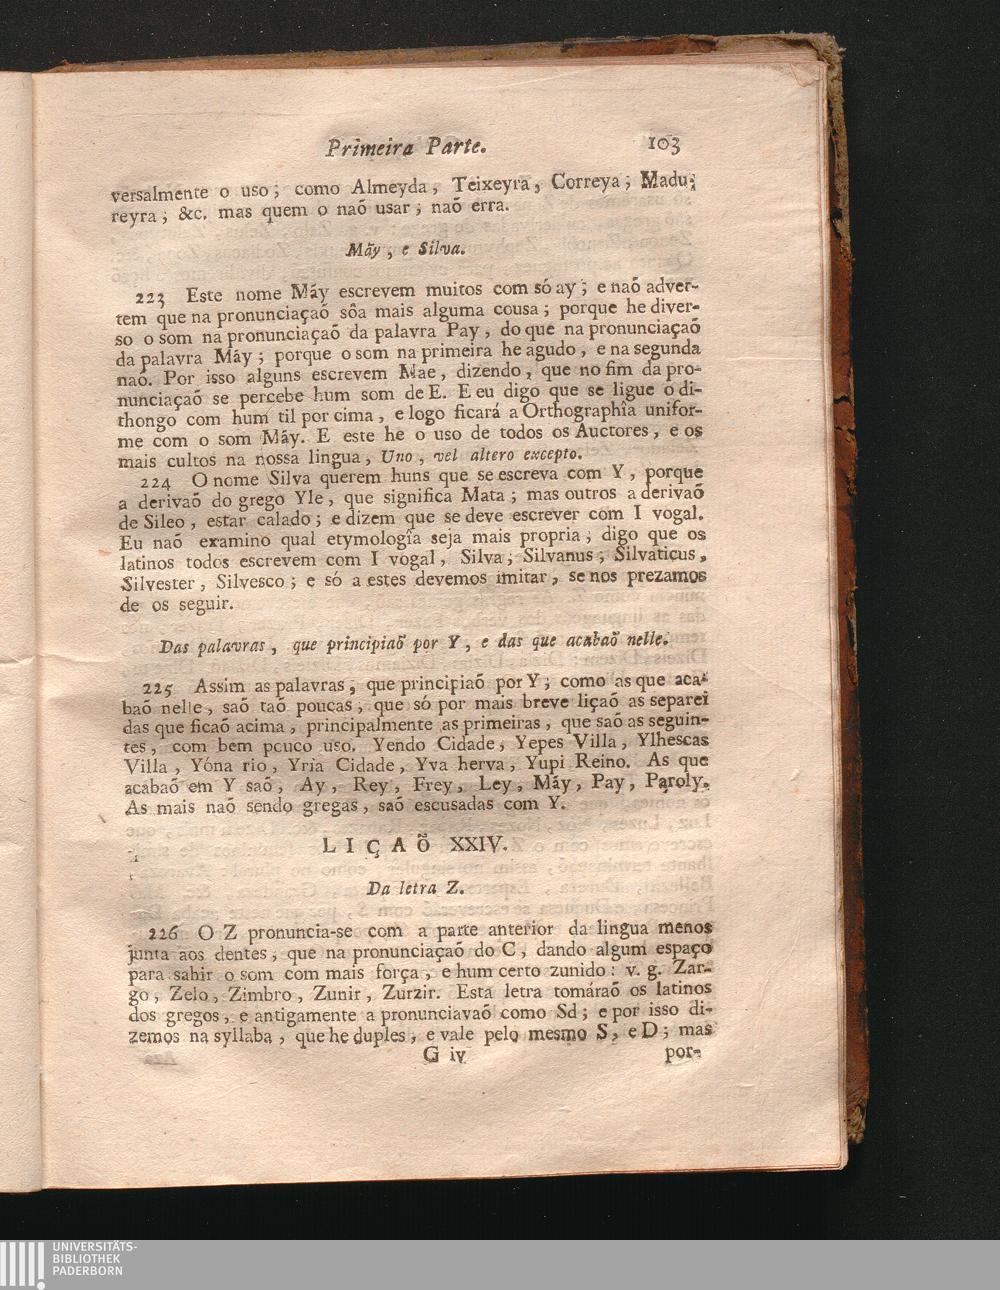 Primeira Parte. 103
versalmente o uso; como Almeyda, Teixeyra, Correya; Madu-
reyra; &c. mas quem o naõ usar; naõ erra.
Mãy, e Silva.
223 Este nome Mãy escrevem muitos com só ay; e naõ adver-
tem que na pronunciaçaõ sôa mais alguma cousa; porque he diver-
so o som na pronunciaçaõ da palavra Pay, do que na pronunciaçaõ
da palavra Mãy; porque o som na primeira he agudo, e na segunda
naõ. Por isso alguns escrevem Mae, dizendo, que no fim da pro-
nunciaçaõ se percebe hum som de E. E eu digo que se ligue o di-
thongo com hum til por cima, e logo ficará a Orthographîa unifor-
me com o som Mãy. E este he o uso de todos os Auctores, e os
mais cultos na nossa lingua, Uno, vel altero excepto.
224 O nome Silva querem huns que se escreva com Y, porque
a derivaõ do grego Yle, que significa Mata; mas outros a derivaõ
de Sileo, estar calado; e dizem que se deve escrever com I vogal.
Eu naõ examino qual etymologîa seja mais propria; digo que os
latinos todos escrevem com I vogal, Silva; Silvanus; Silvaticus,
Silvester, Silvesco; e só a estes devemos imitar, se nos prezamos
de os seguir.
Das palavras, que principiaõ por Y, e das que acabaõ nelle.
225 Assim as palavras, que principiaõ por Y; como as que aca-
baõ nelle, saõ taõ poucas, que só por mais breve liçaõ as separei
das que ficaõ acima, principalmente as primeiras, que saõ as seguin-
tes, com bem pouco uso. Yendo Cidade, Yepes Villa, Ylhescas
Villa, Yóna rio, Yria Cidade, Yva herva, Yupi Reino. As que
acabaõ em Y saõ, Ay, Rey, Frey, Ley, Mãy, Pay, Paroly.
As mais naõ sendo gregas, saõ escusadas com Y.
LIÇAÕ XXIV.
Da letra Z.
226 O Z pronuncia-se com a parte anterior da lingua menos
junta aos dentes, que na pronunciaçaõ do C, dando algum espaço
para sahir o som com mais força, e hum certo zunido: v. g. Zar-
go, Zelo, Zimbro, Zunir, Zurzir. Esta letra tomáraõ os latinos
dos gregos, e antigamente a pronunciavaõ como Sd; e por isso di-
zemos na syllaba, que he duples, e vale pelo mesmo S, e D; mas
G iv por-
UNIVERSITÄTS-
BIBLIOTHEK
PADERBORN